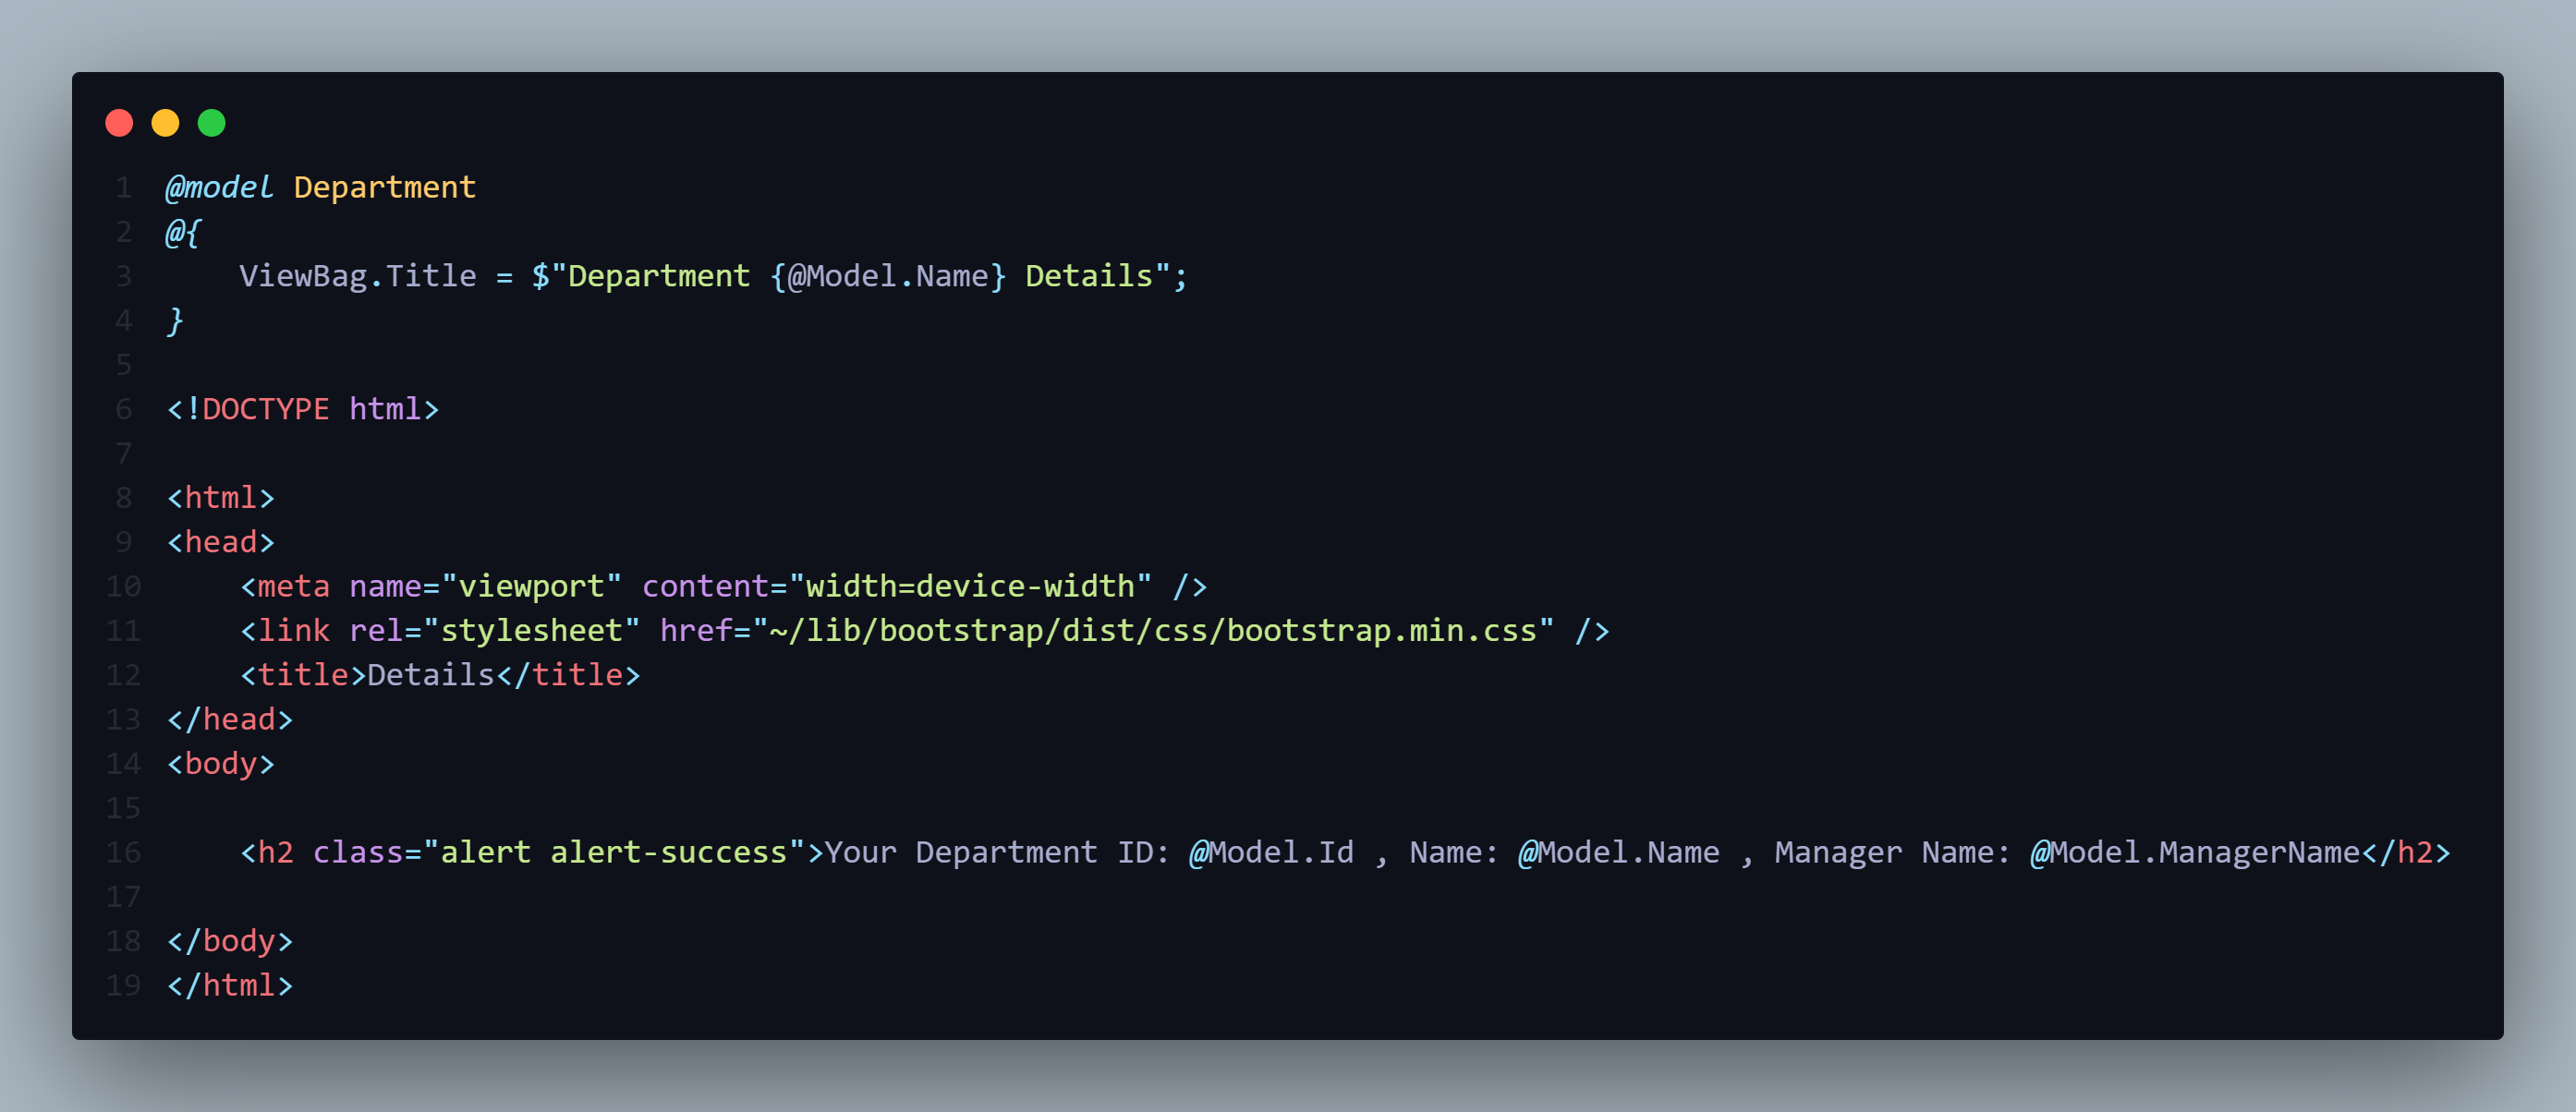 1 @model Department
2 @{
3     ViewBag.Title = $"Department {@Model.Name} Details";
4 }
5
6 <!DOCTYPE html>
7
8 <html>
9 <head>
10     <meta name="viewport" content="width=device-width" />
11     <link rel="stylesheet" href="~/lib/bootstrap/dist/css/bootstrap.min.css" />
12     <title>Details</title>
13 </head>
14 <body>
15
16     <h2 class="alert alert-success">Your Department ID: @Model.Id , Name: @Model.Name , Manager Name: @Model.ManagerName</h2>
17
18 </body>
19 </html>